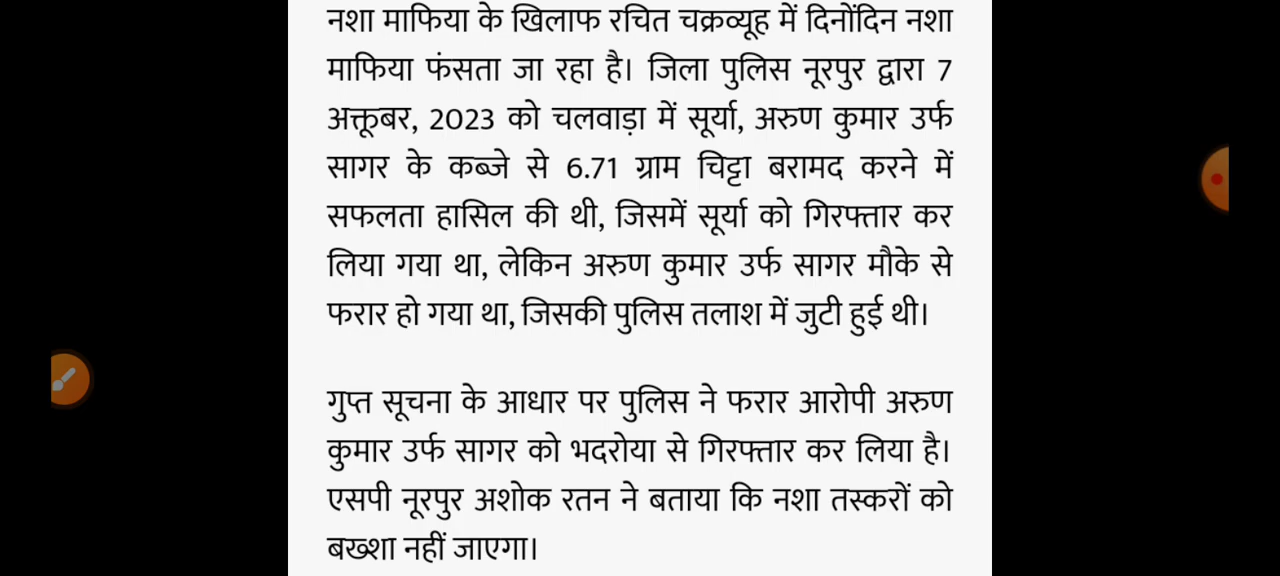 नशा माफिया के खिलाफ रचित चक्रव्यूह में दिनोंदिन नशा
माफिया फंसता जा रहा है। जिला पुलिस नूरपुर द्वारा 7
अक्तूबर, 2023 को चलवाड़ा में सूर्या, अरुण कुमार उर्फ
सागर के कब्जे से 6.71 ग्राम चिट्टा बरामद करने में
सफलता हासिल की थी, जिसमें सूर्या को गिरफ्तार कर
लिया गया था, लेकिन अरुण कुमार उर्फ सागर मौके से
फरार हो गया था, जिसकी पुलिस तलाश में जुटी हुई थी।
गुप्त सूचना के आधार पर पुलिस ने फरार आरोपी अरुण
कुमार उर्फ सागर को भदरोया से गिरफ्तार कर लिया है।
एसपी नूरपुर अशोक रतन ने बताया कि नशा तस्करों को
बख्शा नहीं जाएगा।